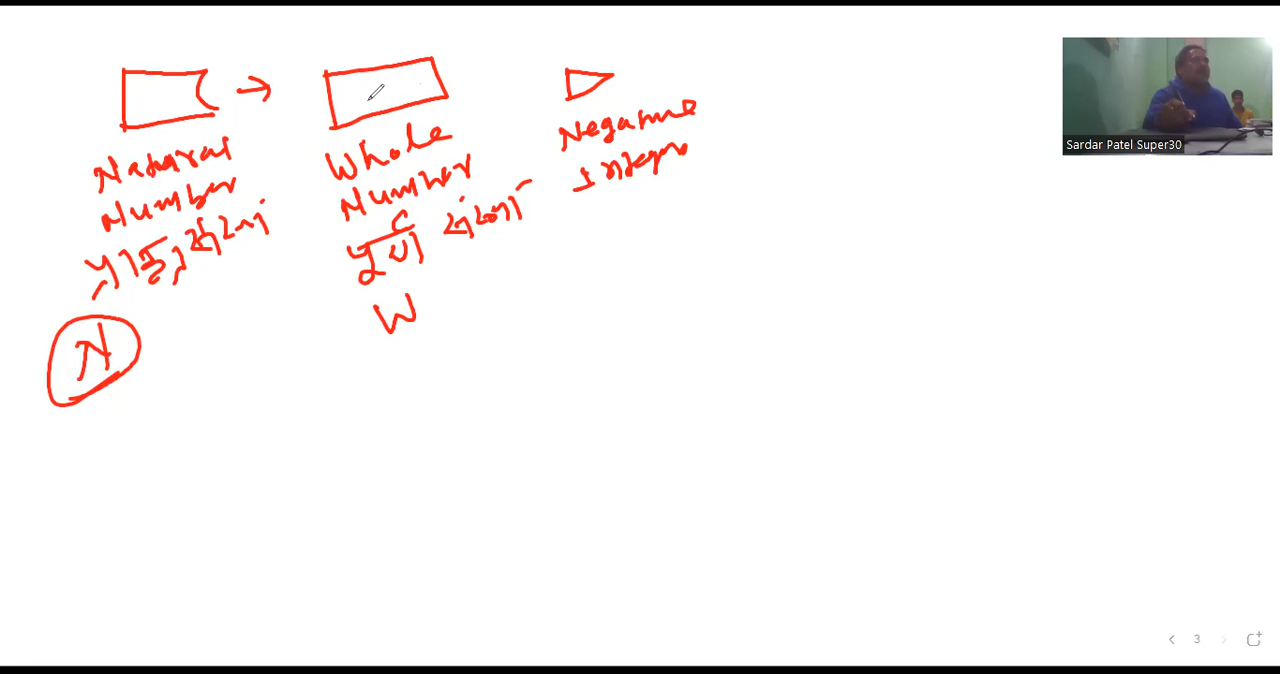 Natural
Number
प्राकृत संख्या
N
Whole
Number
पूर्ण संख्या
W
Negative
Integer
Sardar Patel Super30
3